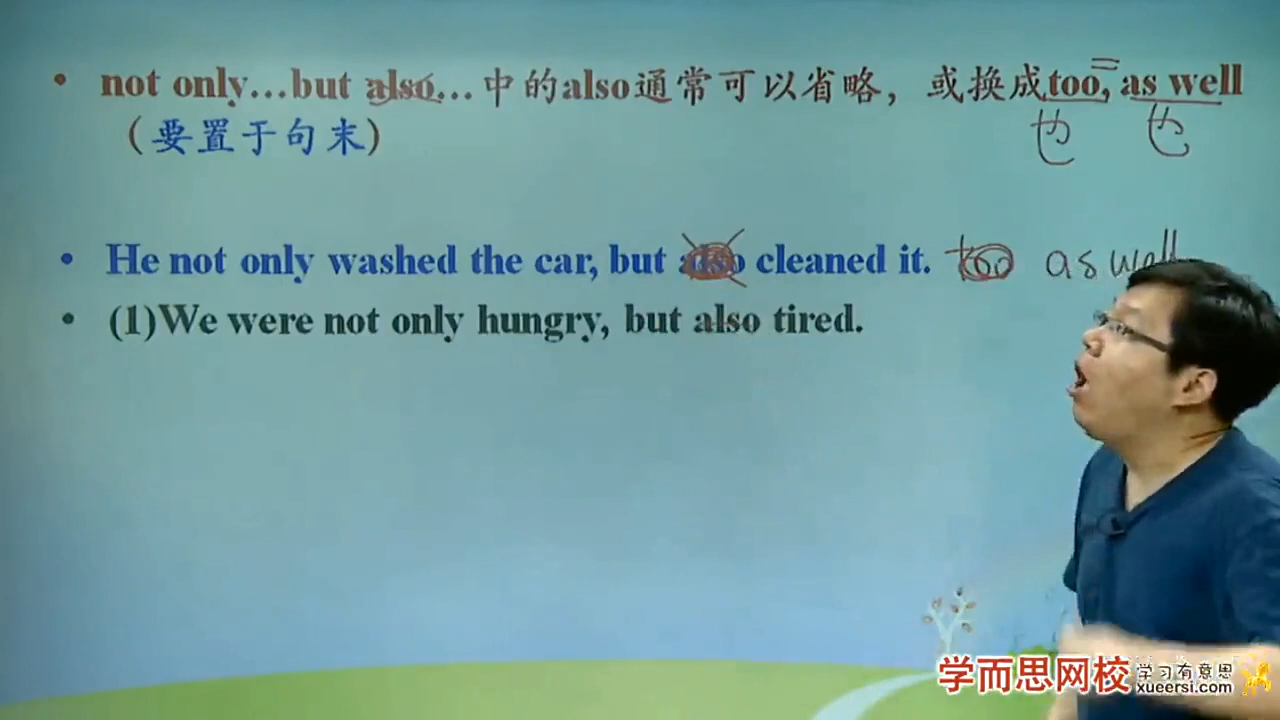 • not only…but also…中的also通常可以省略，或换成too, as well
（要置于句末）
也 也
• He not only washed the car, but also cleaned it. too as well
• (1)We were not only hungry, but also tired.
学而思网校 学习有意思
xueersi.com